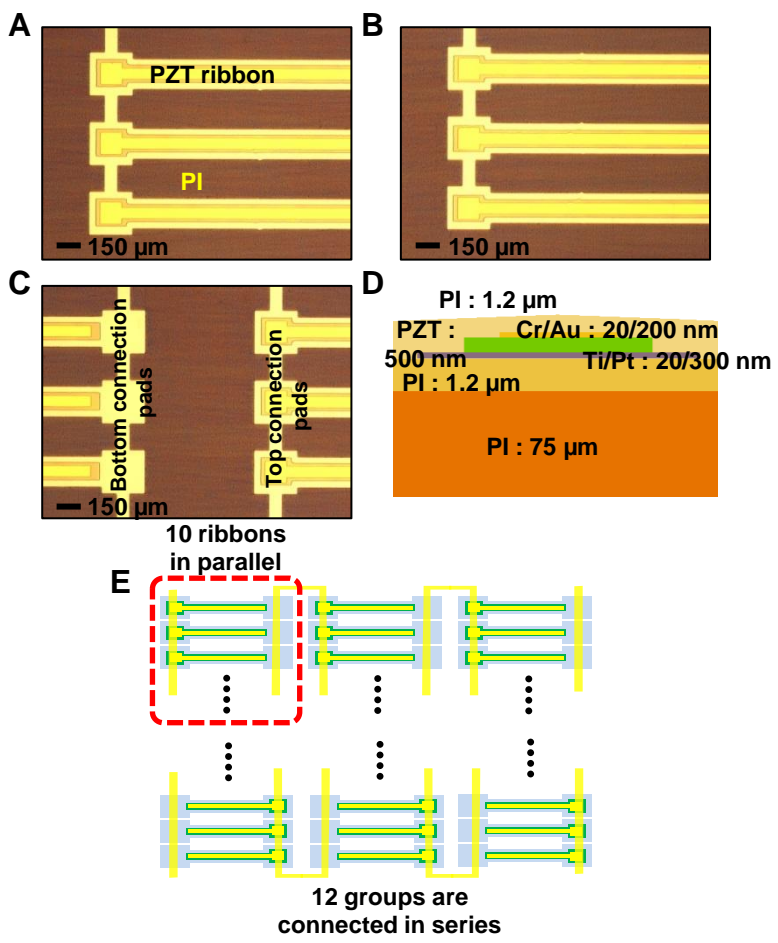 A
PZT ribbon
PI
150 µm
B
150 µm
C
Bottom connection
pads
Top connection
pads
150 µm
D
PI : 1.2 µm
PZT :
500 nm
Cr/Au : 20/200 nm
Ti/Pt : 20/300 nm
PI : 1.2 µm
PI : 75 µm
10 ribbons
in parallel
E
12 groups are
connected in series